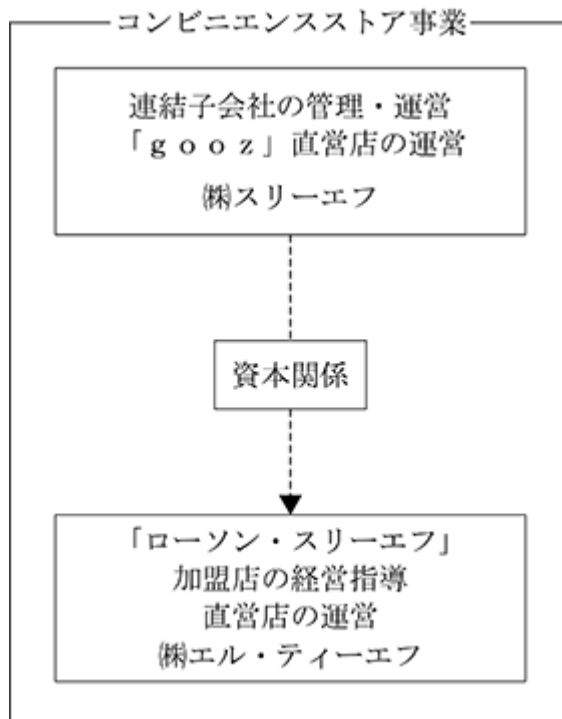 コンビニエンスストア事業
連結子会社の管理・運営
「ｇｏｏｚ」直営店の運営
㈱スリーエフ
資本関係
「ローソン・スリーエフ」
加盟店の経営指導
直営店の運営
㈱エル・ティーエフ